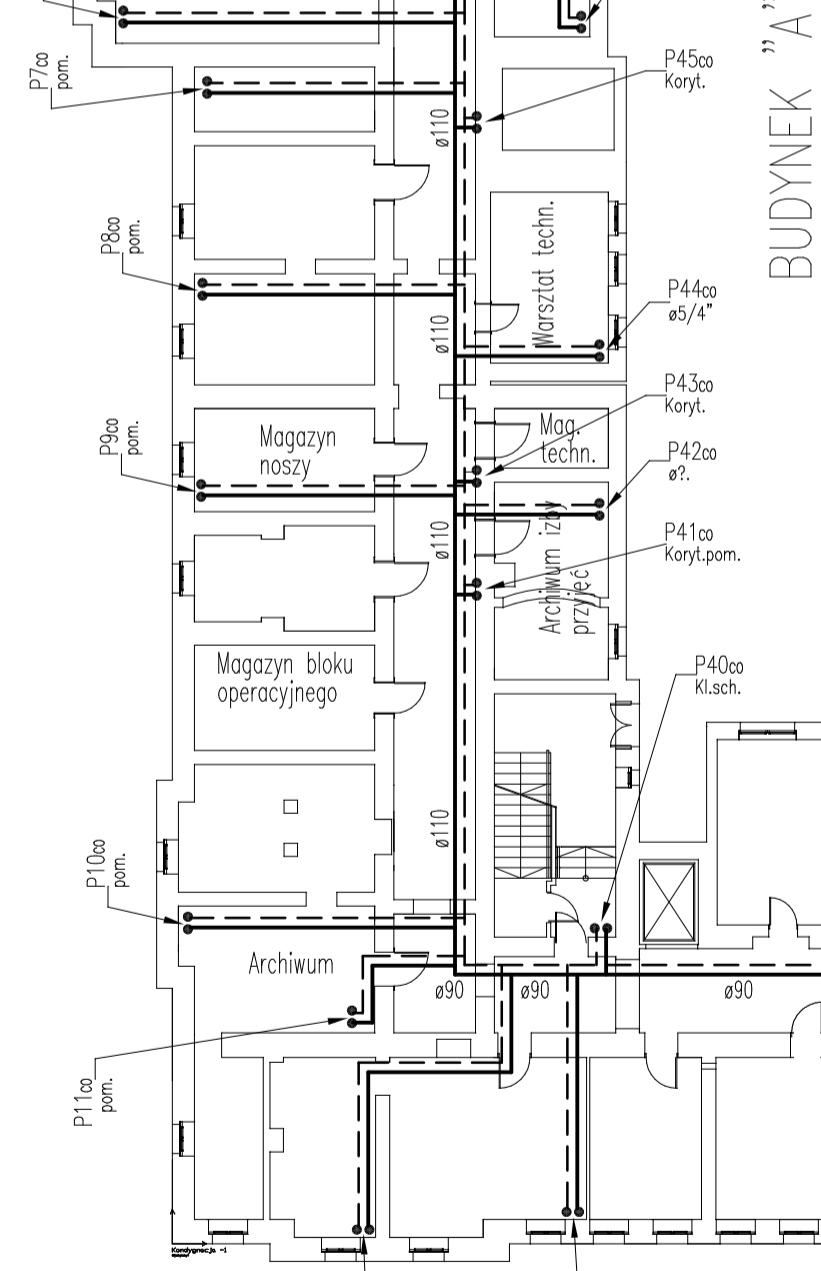 P7co
pom.
P45co
Koryt.
ø110
BUDYNEK "A"
P8co
pom.
Warsztat techn.
P44co
ø5/4"
ø110
P43co
Koryt.
P9co
pom.
Magazyn
noszy
Mag.
techn.
P42co
ø?.
ø110
Archiwum izby
przyjęć
P41co
Koryt.pom.
Magazyn bloku
operacyjnego
P40co
Kl.sch.
ø110
P10co
pom.
Archiwum
ø90
ø90
ø90
P11co
pom.
Kondygnacja -1